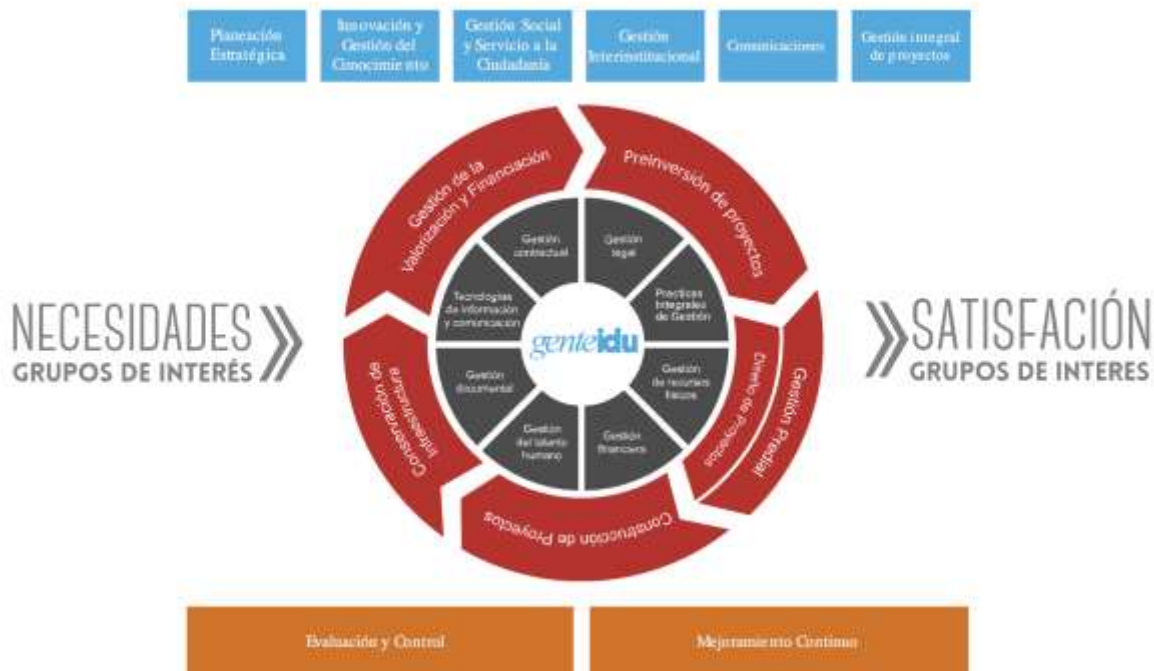 Planeación
Estratégica
Innovación y
Gestión del
Cinocimiento
Gestión Social
y Servicio a la
Ciudadanía
Gestión
Interinstitucional
Comunicaciones
Gestión integral
de proyectos
Gestión de la
Valorización y Financiación
Preinversión de proyectos
Gestión
contractual
Gestión
legal
Tecnologías
de información
y comunicación
Practicas
Integrales
de Gestión
NECESIDADES
GRUPOS DE INTERÉS
genteidu
SATISFACIÓN
GRUPOS DE INTERES
Gestión
documental
Gestión
de recursos
físicos
Gestión
del talento
humano
Gestión
financiera
Conservación de
Infraestructura
Diseño de Proyectos
Gestión Predial
Construcción de Proyectos
Evaluación y Control
Mejoramiento Continuo